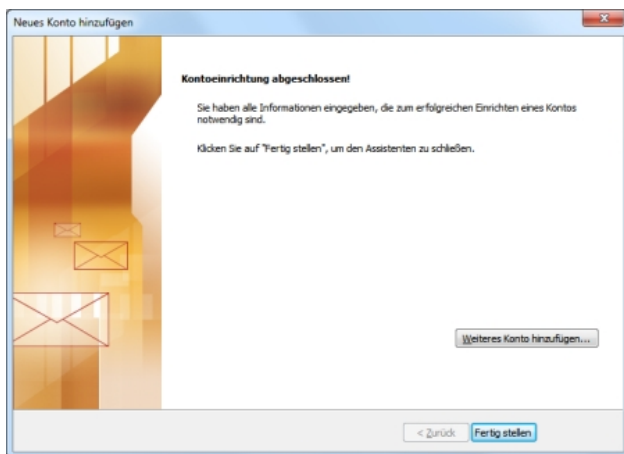 Neues Konto hinzufügen
Kontoeinrichtung abgeschlossen!
Sie haben alle Informationen eingegeben, die zum erfolgreichen Einrichten eines Kontos
notwendig sind.
Klicken Sie auf "Fertig stellen", um den Assistenten zu schließen.
Weiteres Konto hinzufügen...
< Zurück Fertig stellen